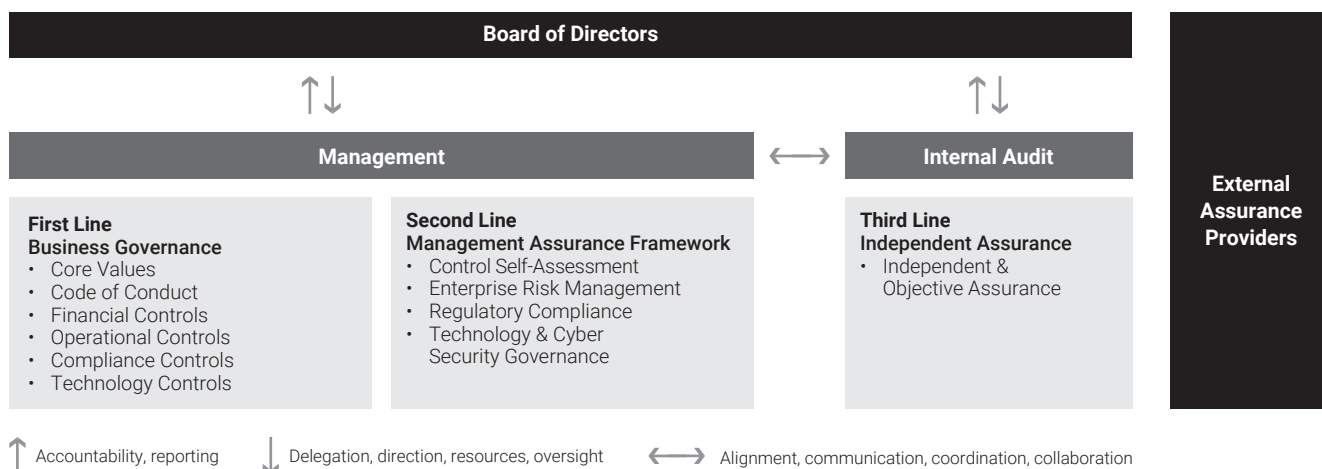 Board of Directors
Management
Internal Audit
External
Assurance
Providers
First Line
Business Governance
• Core Values
• Code of Conduct
• Financial Controls
• Operational Controls
• Compliance Controls
• Technology Controls
Second Line
Management Assurance Framework
• Control Self-Assessment
• Enterprise Risk Management
• Regulatory Compliance
• Technology & Cyber
Security Governance
Third Line
Independent Assurance
• Independent &
Objective Assurance
Accountability, reporting
Delegation, direction, resources, oversight
Alignment, communication, coordination, collaboration